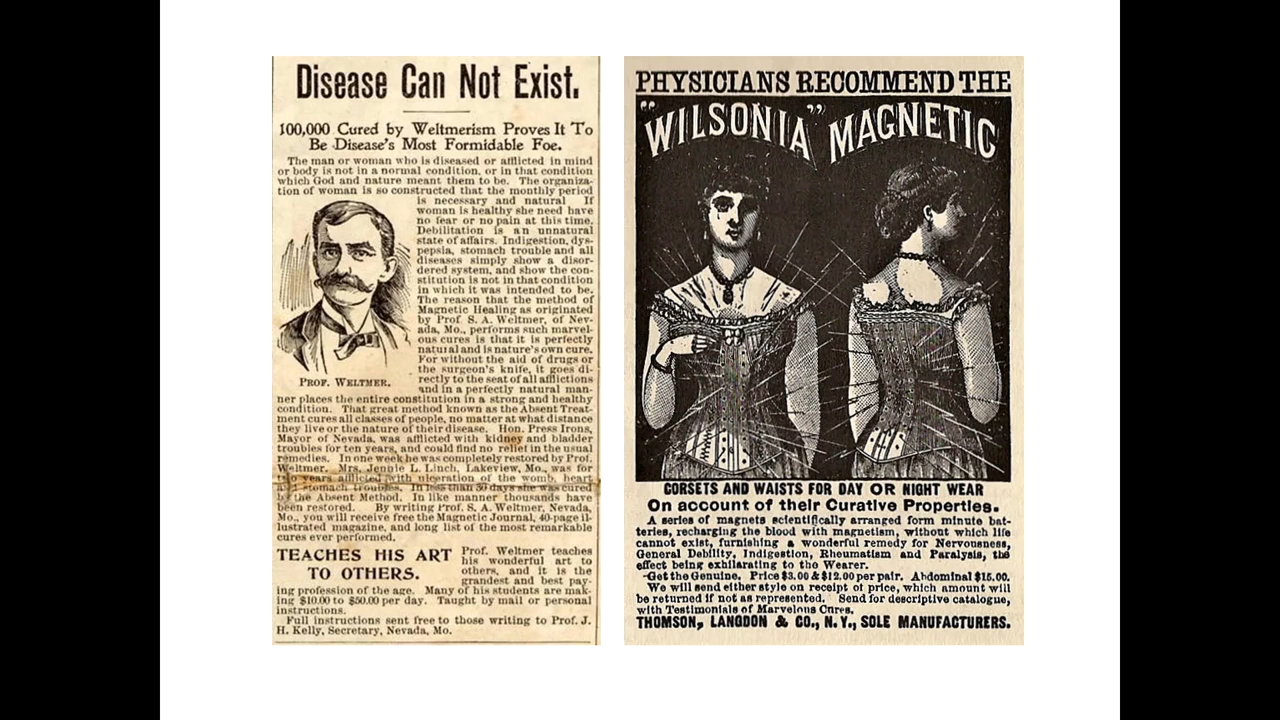 Disease Can Not Exist.
100,000 Cured by Weltmerism Proves It To
Be Disease's Most Formidable Foe.
The man or woman who is diseased or afflicted in mind
or body is not in a normal condition, or in that condition
which God and nature meant them to be. The organiza-
tion of woman is so constructed that the monthly period
is necessary and natural If
woman is healthy she need have
no fear or no pain at this time.
Debilitation is an unnatural
state of affairs. Indigestion, dys-
pepsia, stomach trouble and all
diseases simply show a disor-
dered system, and show the con-
stitution is not in that condition
in which it was intended to be.
The reason that the method of
Magnetic Healing as originated
by Prof. S. A. Weltmer, of Nev-
ada, Mo., performs such marvel-
ous cures is that it is perfectly
natural and is nature's own cure.
For without the aid of drugs or
the surgeon's knife, it goes di-
rectly to the seat of all afflictions
and in a perfectly natural man-
PROF. WELTMER.
ner places the entire constitution in a strong and healthy
condition. That great method known as the Absent Treat-
ment cures all classes of people, no matter at what distance
they live or the nature of their disease. Hon. Press Irons,
Mayor of Nevada, was afflicted with kidney and bladder
troubles for ten years, and could find no relief in the usual
remedies. In one week he was completely restored by Prof.
Weltmer. Mrs. Jennie L. Linch, Lakeview, Mo., was for
two years afflicted with ulceration of the womb, heart
and stomach troubles. In less than 30 days she was cured
by the Absent Method. In like manner thousands have
been restored. By writing Prof. S. A. Weltmer, Nevada,
Mo., you will receive free the Magnetic Journal, 40-page il-
lustrated magazine, and long list of the most remarkable
cures ever performed.
TEACHES HIS ART
TO OTHERS.
Prof. Weltmer teaches
his wonderful art to
others, and it is the
grandest and best pay-
ing profession of the age. Many of his students are mak-
ing $10.00 to $50.00 per day. Taught by mail or personal
instructions.
Full instructions sent free to those writing to Prof. J.
H. Kelly, Secretary, Nevada, Mo.
PHYSICIANS RECOMMEND THE
"WILSONIA" MAGNETIC
CORSETS AND WAISTS FOR DAY OR NIGHT WEAR
On account of their Curative Properties.
A series of magnets scientifically arranged form minute bat-
teries, recharging the blood with magnetism, without which life
cannot exist, furnishing a wonderful remedy for Nervousness,
General Debility, Indigestion, Rheumatism and Paralysis, the
effect being exhilarating to the Wearer.
Get the Genuine. Price $3.00 & $12.00 per pair. Abdominal $15.00.
We will send either style on receipt of price, which amount will
be returned if not as represented. Send for descriptive catalogue,
with Testimonials of Marvelous Cures.
THOMSON, LANGDON & CO., N.Y., SOLE MANUFACTURERS.